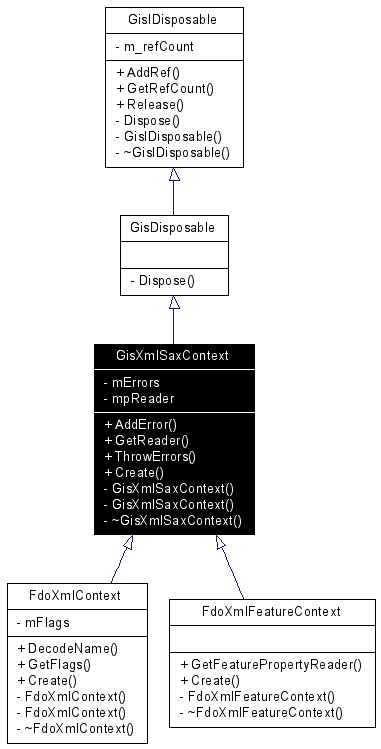 GisIDisposable
- m_refCount
+ AddRef()
+ GetRefCount()
+ Release()
- Dispose()
- GisIDisposable()
- ~GisIDisposable()
GisDisposable
- Dispose()
GisXmlSaxContext
- mErrors
- mpReader
+ AddError()
+ GetReader()
+ ThrowErrors()
+ Create()
- GisXmlSaxContext()
- GisXmlSaxContext()
- ~GisXmlSaxContext()
FdoXmlContext
- mFlags
+ DecodeName()
+ GetFlags()
+ Create()
- FdoXmlContext()
- FdoXmlContext()
- ~FdoXmlContext()
FdoXmlFeatureContext
+ GetFeaturePropertyReader()
+ Create()
- FdoXmlFeatureContext()
- ~FdoXmlFeatureContext()